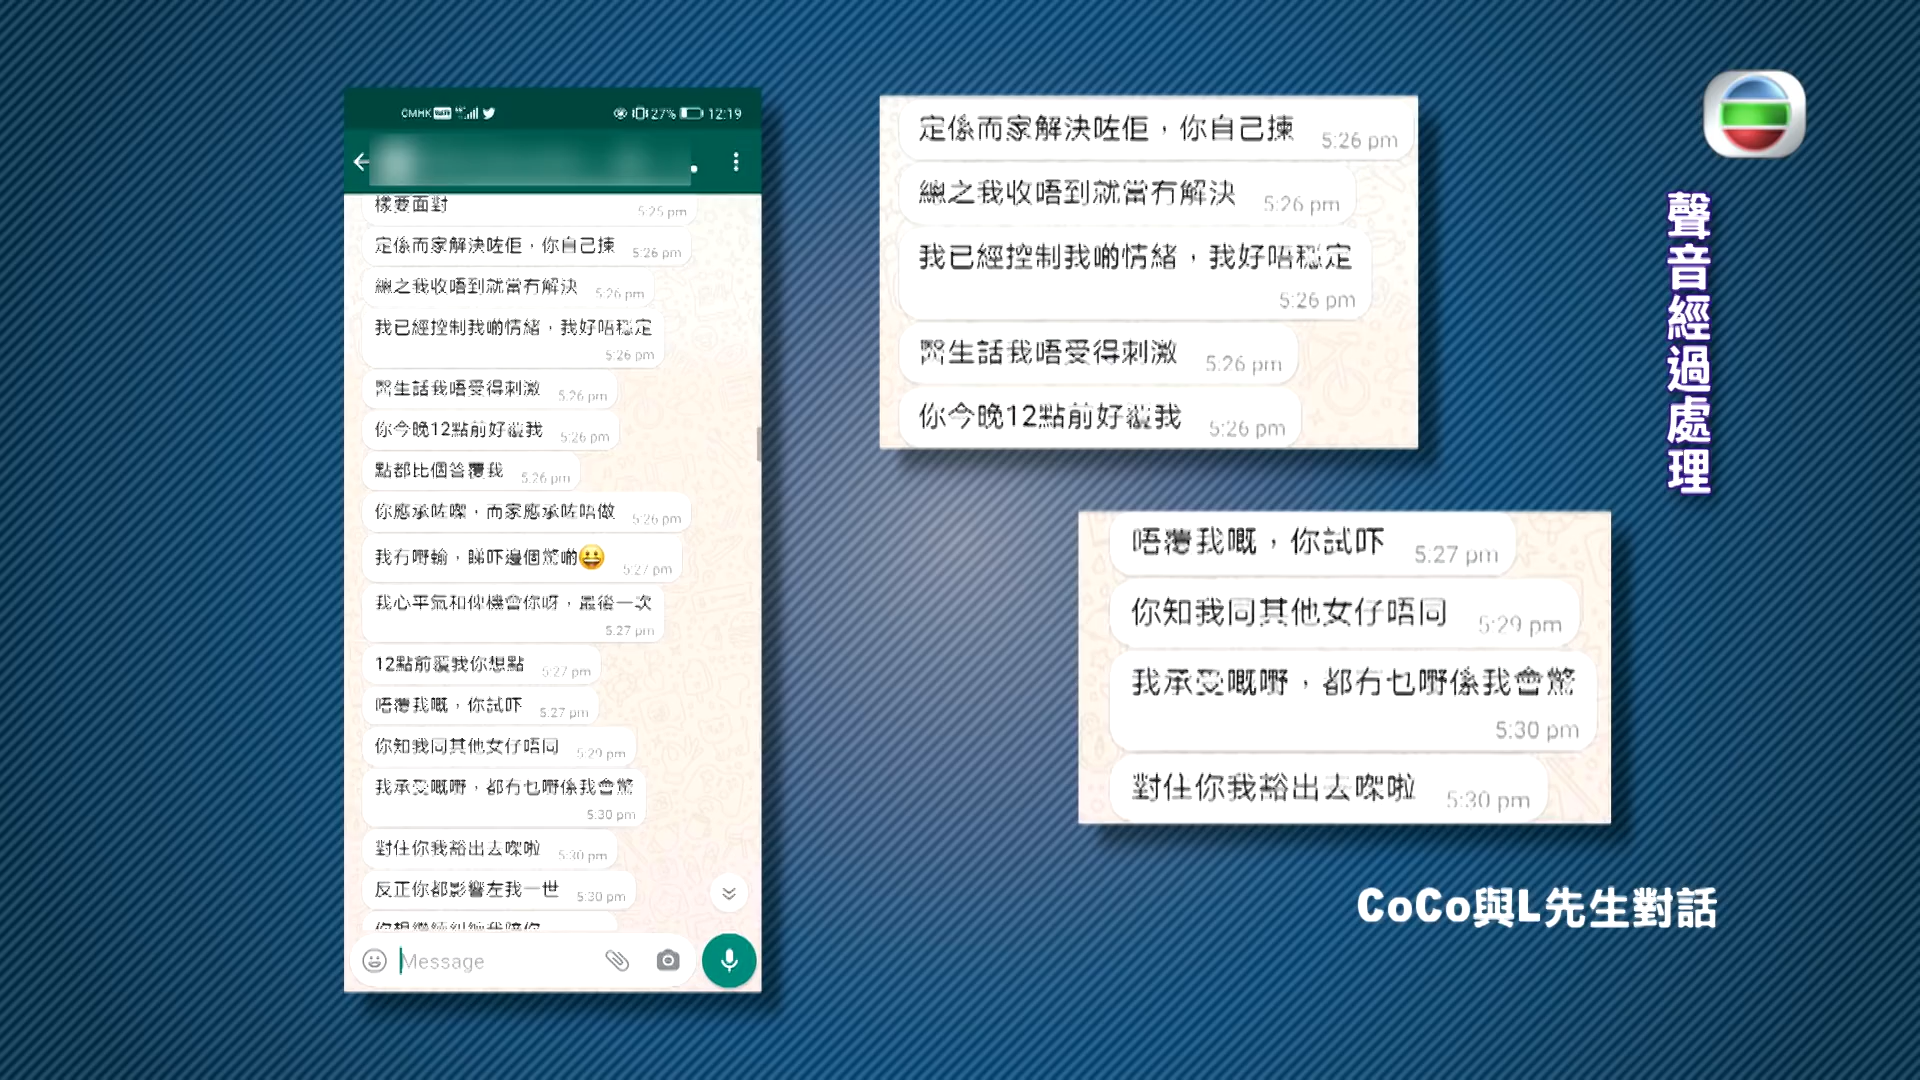 CMHK
27%
12:19
樣要面對
5:25 pm
定係而家解決咗佢，你自己揀
5:26 pm
總之我收唔到就當冇解決
5:26 pm
我已經控制我啲情緒，我好唔穩定
5:26 pm
醫生話我唔受得刺激
5:26 pm
你今晚12點前好覆我
5:26 pm
點都比個答覆我
5:26 pm
你應承咗㗎，而家應承咗唔做
5:26 pm
我冇嘢輸，睇吓邊個驚啲😃
5:27 pm
我心平氣和俾機會你呀，最後一次
5:27 pm
12點前覆我你想點
5:27 pm
唔覆我嘅，你試吓
5:27 pm
你知我同其他女仔唔同
5:29 pm
我承受嘅嘢，都冇乜嘢係我會驚
5:30 pm
對住你我豁出去㗎啦
5:30 pm
反正你都影響左我一世
5:30 pm
你想繼續糾纏我陪你
Message
定係而家解決咗佢，你自己揀
5:26 pm
總之我收唔到就當冇解決
5:26 pm
我已經控制我啲情緒，我好唔穩定
5:26 pm
醫生話我唔受得刺激
5:26 pm
你今晚12點前好覆我
5:26 pm
唔覆我嘅，你試吓
5:27 pm
你知我同其他女仔唔同
5:29 pm
我承受嘅嘢，都冇乜嘢係我會驚
5:30 pm
對住你我豁出去㗎啦
5:30 pm
聲音經過處理
CoCo與L先生對話